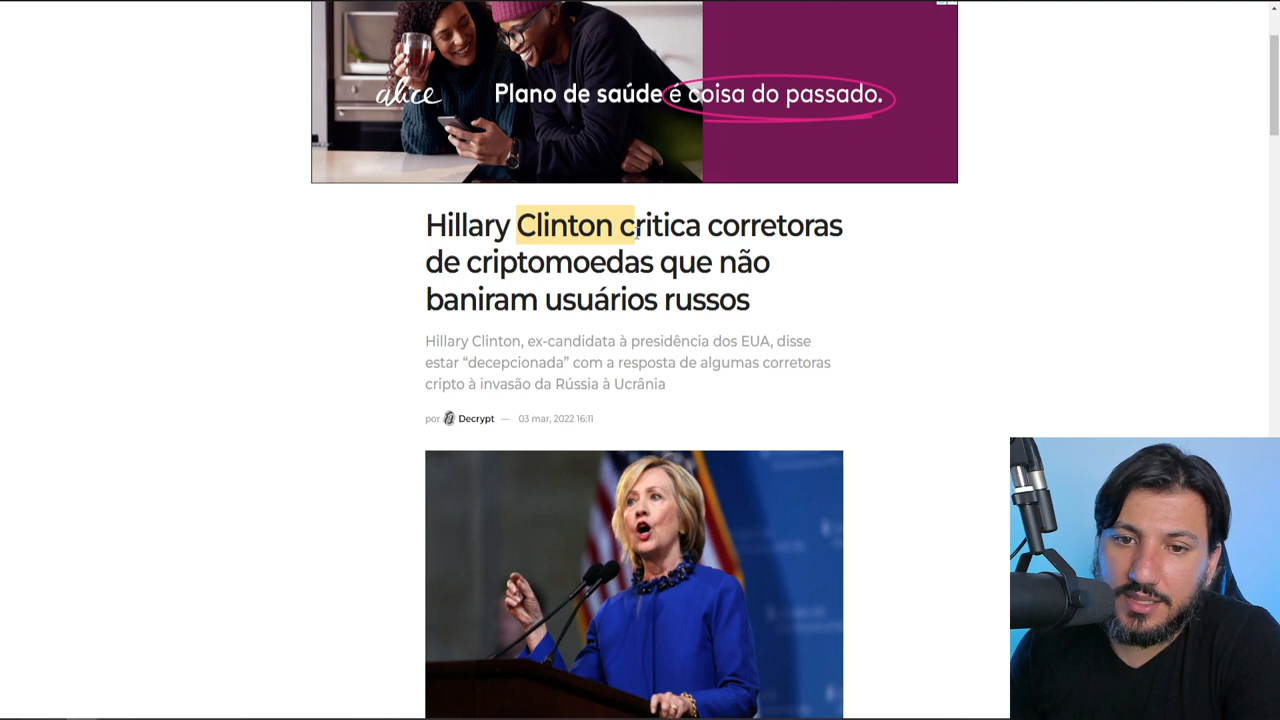 alice
Plano de saúde é coisa do passado.
Hillary Clinton critica corretoras
de criptomoedas que não
baniram usuários russos
Hillary Clinton, ex-candidata à presidência dos EUA, disse
estar “decepcionada” com a resposta de algumas corretoras
cripto à invasão da Rússia à Ucrânia
por Decrypt — 03 mar, 2022 16:11